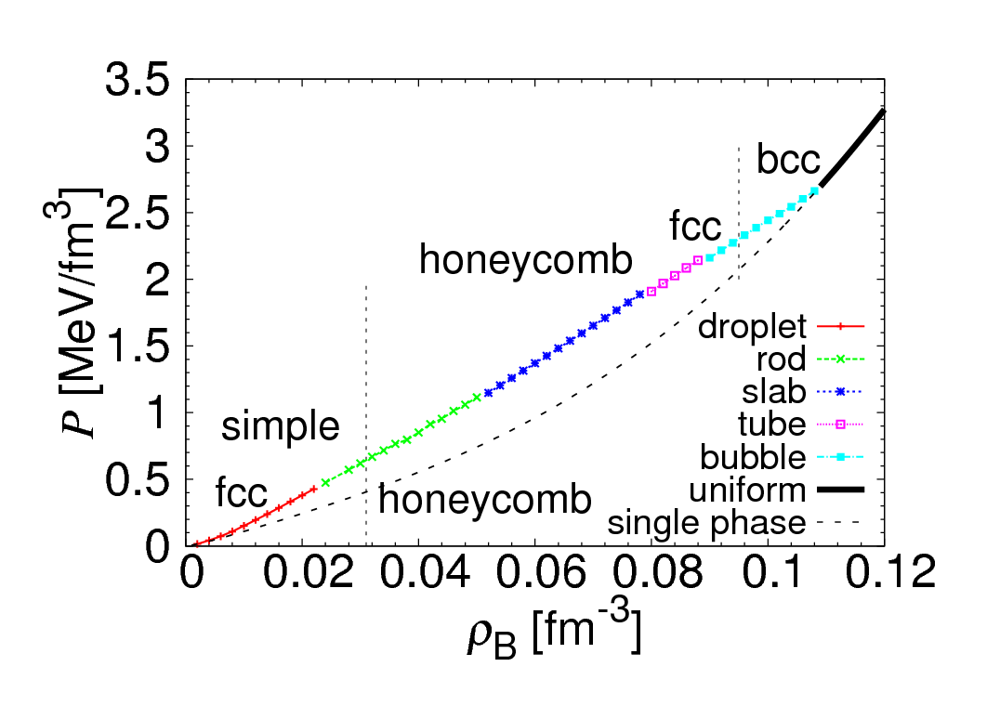 3.5
3
2.5
2
1.5
1
0.5
0
P [MeV/fm3]
bcc
fcc
honeycomb
simple
fcc
honeycomb
droplet
rod
slab
tube
bubble
uniform
single phase
0 0.02 0.04 0.06 0.08 0.1 0.12
ρB [fm-3]